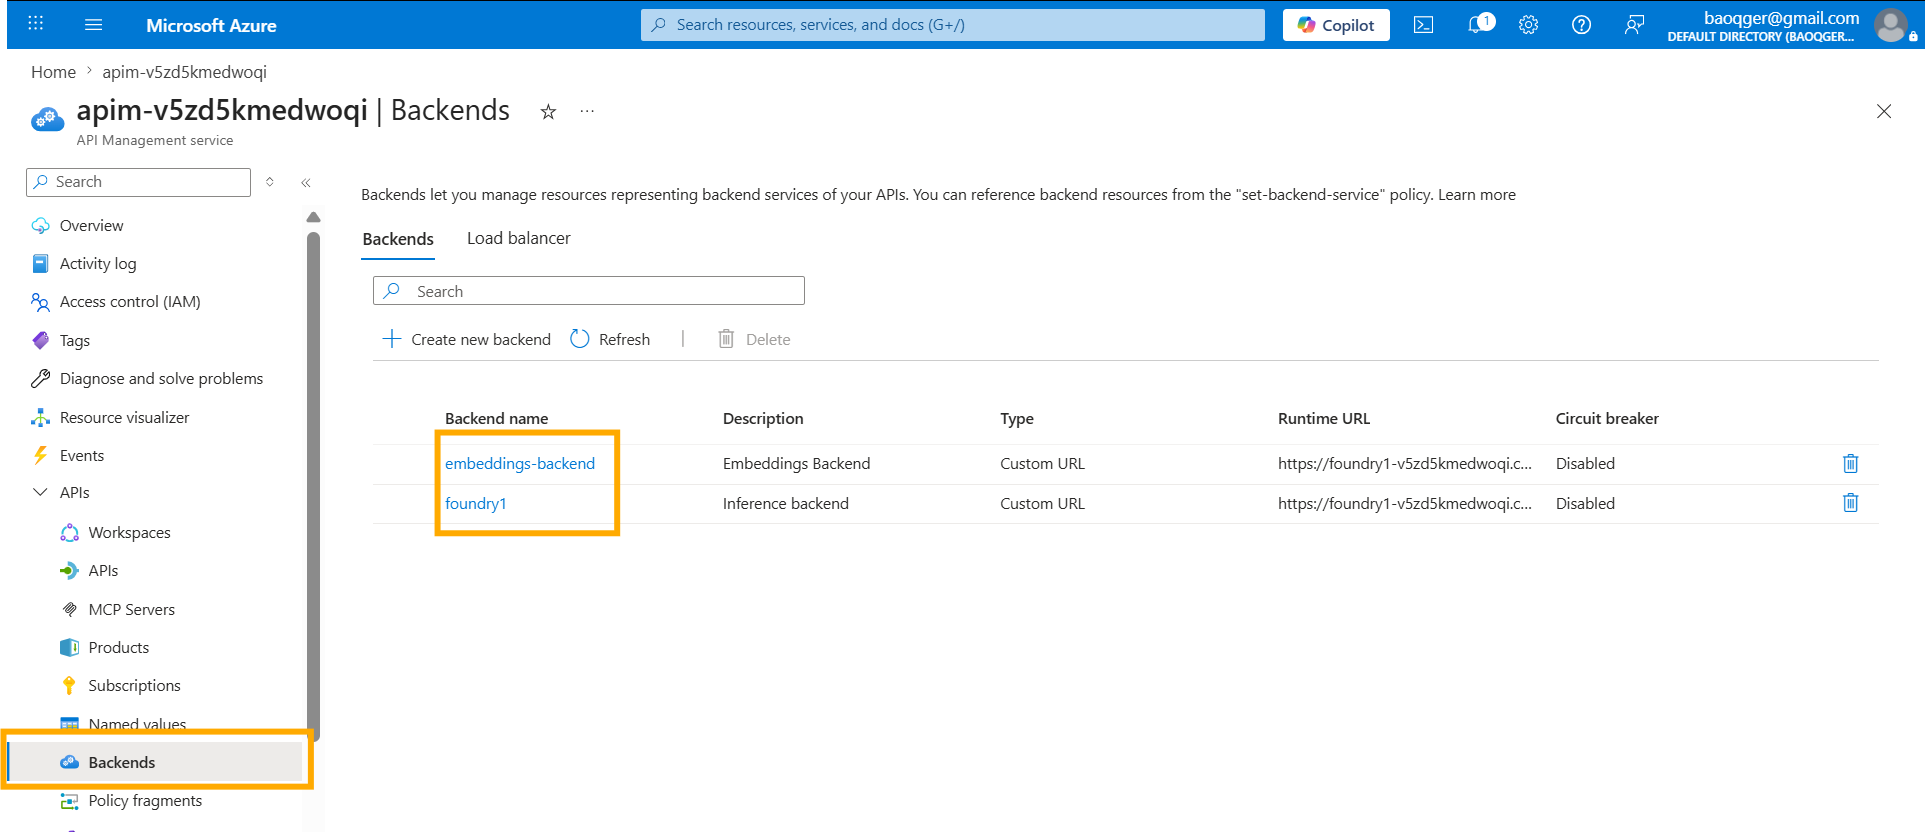 Microsoft Azure
Search resources, services, and docs (G+/)
Copilot
1
baoqger@gmail.com
DEFAULT DIRECTORY (BAOQGER...
Home > apim-v5zd5kmedwoqi
apim-v5zd5kmedwoqi | Backends
API Management service
Search
Overview
Activity log
Access control (IAM)
Tags
Diagnose and solve problems
Resource visualizer
Events
APIs
Workspaces
APIs
MCP Servers
Products
Subscriptions
Named values
Backends
Policy fragments
Backends let you manage resources representing backend services of your APIs. You can reference backend resources from the "set-backend-service" policy. Learn more
Backends Load balancer
Search
Create new backend Refresh | Delete
Backend name Description Type Runtime URL Circuit breaker
embeddings-backend Embeddings Backend Custom URL https://foundry1-v5zd5kmedwoqi.c... Disabled
foundry1 Inference backend Custom URL https://foundry1-v5zd5kmedwoqi.c... Disabled